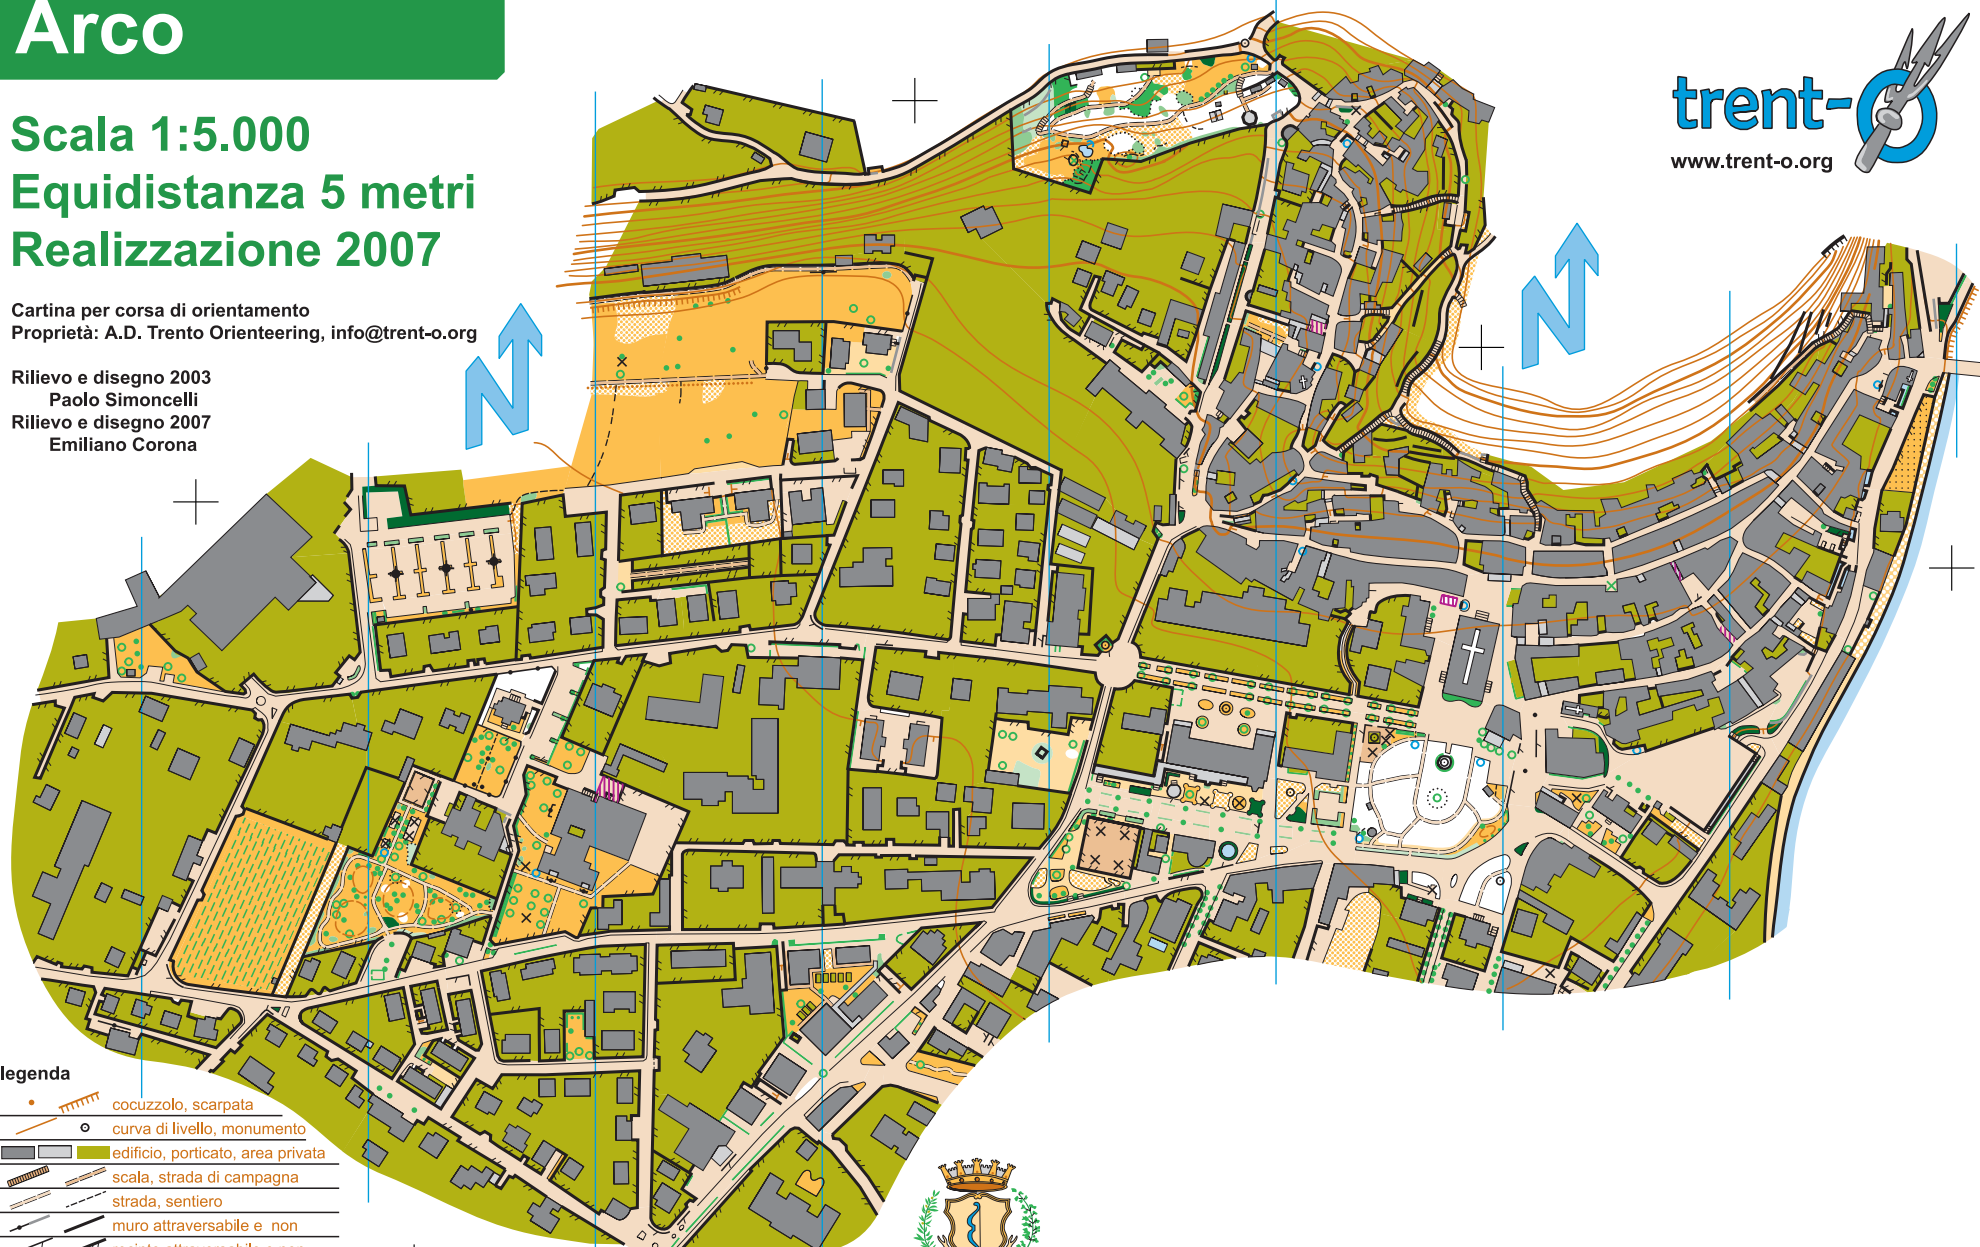 Arco
Scala 1:5.000
Equidistanza 5 metri
Realizzazione 2007
Cartina per corsa di orientamento
Proprietà: A.D. Trento Orienteering, info@trent-o.org
Rilievo e disegno 2003
Paolo Simoncelli
Rilievo e disegno 2007
Emiliano Corona
trent-O
www.trent-o.org
N
N
legenda
cocuzzolo, scarpata
curva di livello, monumento
edificio, porticato, area privata
scala, strada di campagna
strada, sentiero
muro attraversabile e non